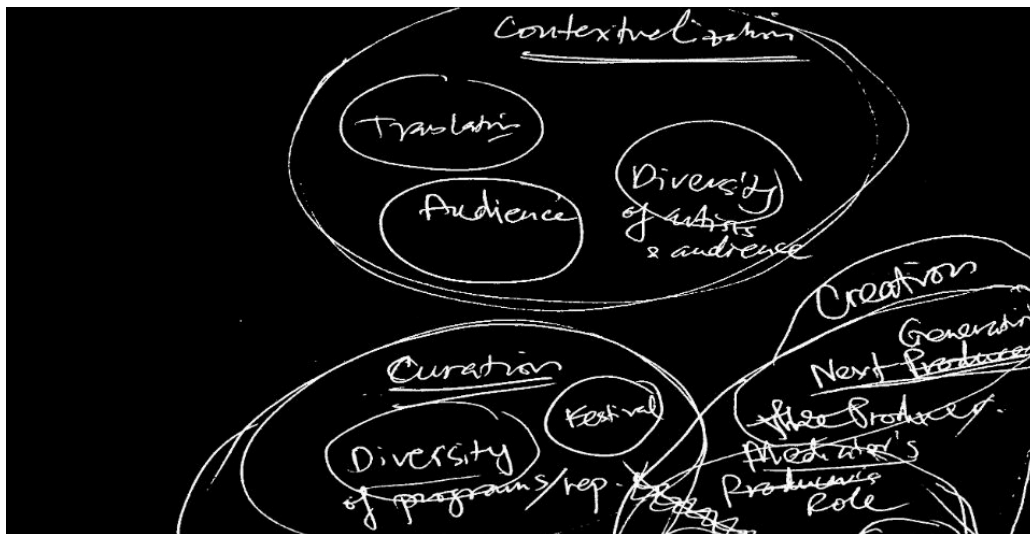 Contextualization
Translation
Audience
Diversity
of artists
& audience
Creation
Generation
Next Producer
Curation
Festival
Diversity
of programs/rep.
Producer
Mediator's
Role